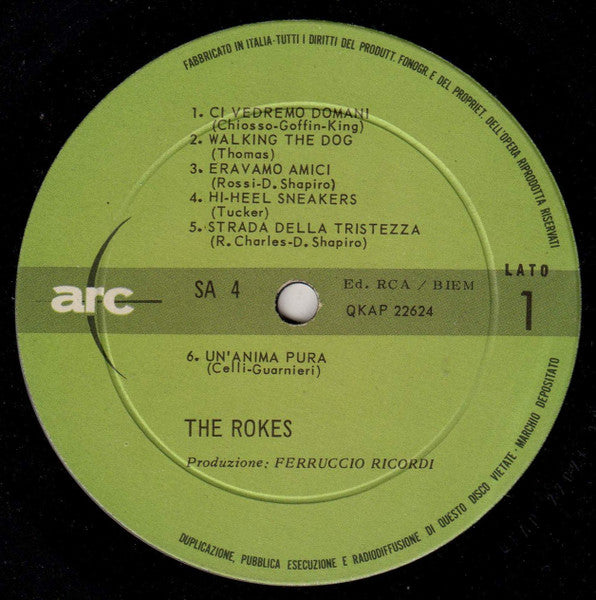 FABBRICATO IN ITALIA-TUTTI I DIRITTI DEL PRODUTT. FONOGR. E DEL PROPRIET. DELL'OPERA RIPRODOTTA RISERVATI
1. CI VEDREMO DOMANI
(Chiosso-Goffin-King)
2. WALKING THE DOG
(Thomas)
3. ERAVAMO AMICI
(Rossi-D. Shapiro)
4. HI-HEEL SNEAKERS
(Tucker)
5. STRADA DELLA TRISTEZZA
(R. Charles-D. Shapiro)
arc
SA 4
Ed. RCA / BIEM
QKAP 22624
LATO
1
6. UN'ANIMA PURA
(Celli-Guarnieri)
THE ROKES
Produzione: FERRUCCIO RICORDI
DUPLICAZIONE, PUBBLICA ESECUZIONE E RADIODIFFUSIONE DI QUESTO DISCO VIETATE-MARCHIO DEPOSITATO